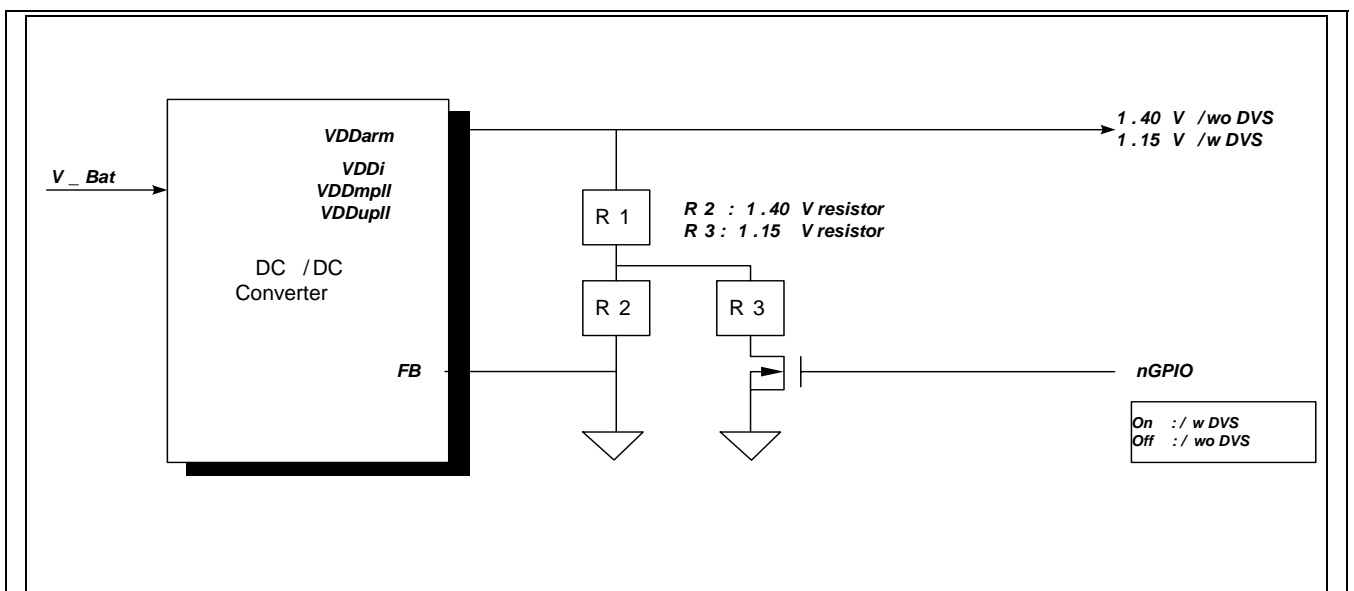 VDDarm
1.40 V /wo DVS
1.15 V /w DVS
V_Bat
VDDi
VDDmpll
VDDupll
R 1
R 2 : 1.40 V resistor
R 3 : 1.15 V resistor
DC /DC
Converter
R 2
R 3
FB
nGPIO
On :/ w DVS
Off :/ wo DVS